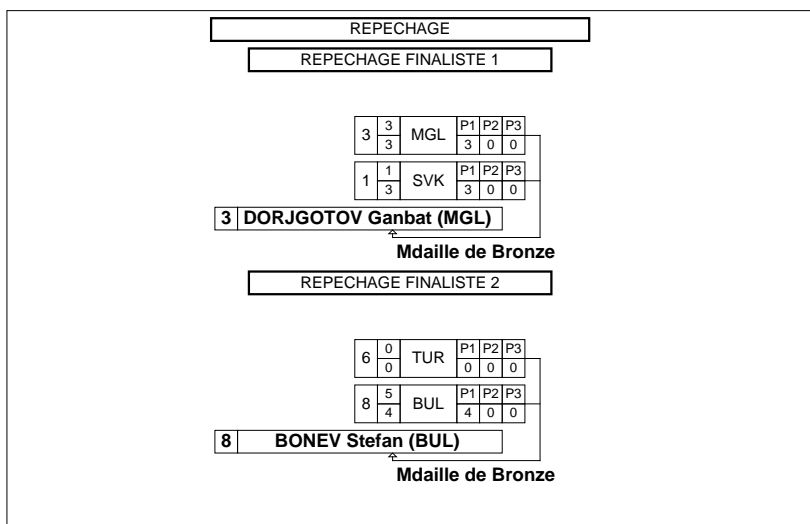 REPECHAGE
REPECHAGE FINALISTE 1
3 3 MGL P1 P2 P3
3 3 0 0
1 1 SVK P1 P2 P3
3 3 0 0
3 DORJGOTOV Ganbat (MGL)
Mdaille de Bronze
REPECHAGE FINALISTE 2
6 0 TUR P1 P2 P3
0 0 0 0
8 5 BUL P1 P2 P3
4 4 0 0
8 BONEV Stefan (BUL)
Mdaille de Bronze